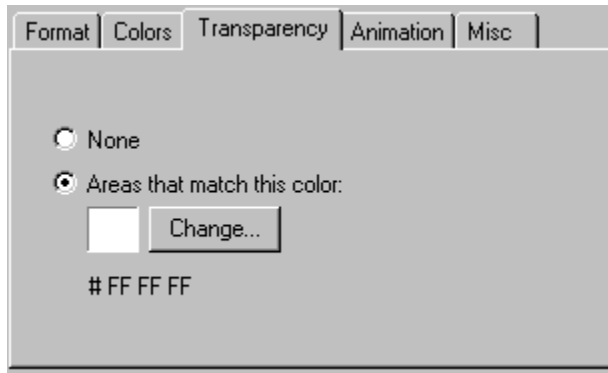 Format Colors Transparency Animation Misc
None
Areas that match this color:
Change...
# FF FF FF